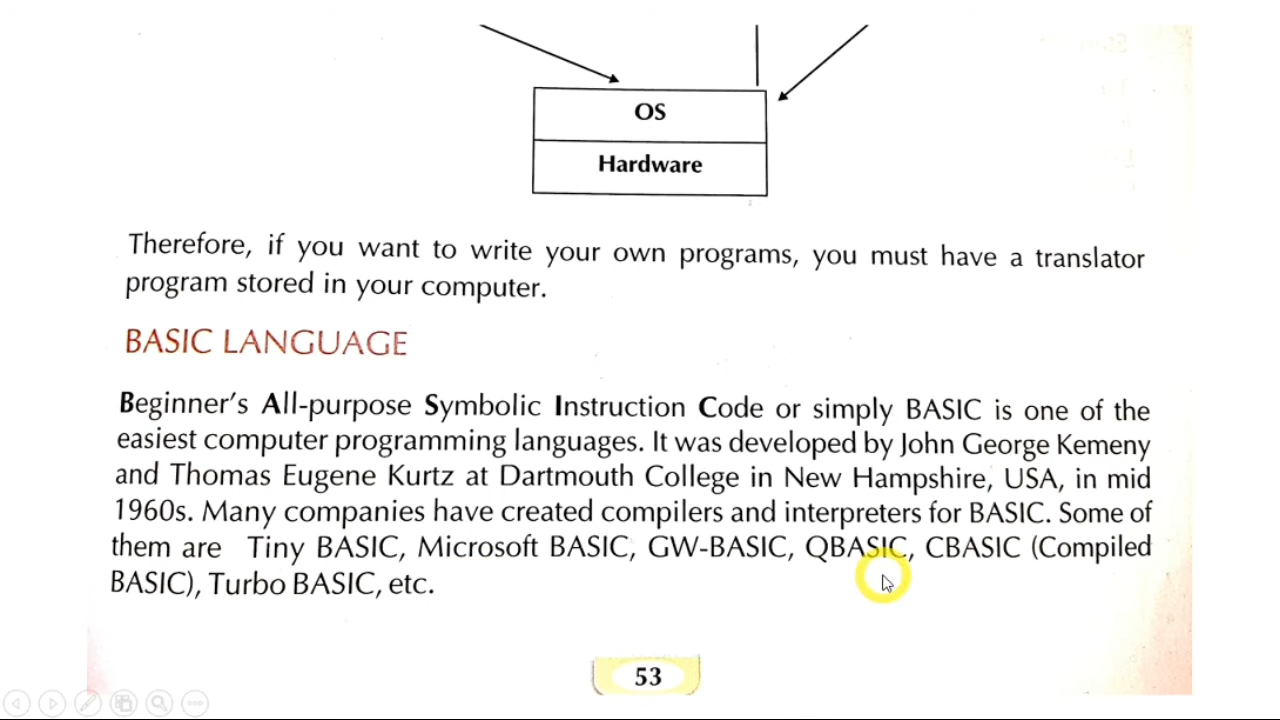 OS
Hardware
Therefore, if you want to write your own programs, you must have a translator
program stored in your computer.
BASIC LANGUAGE
Beginner's All-purpose Symbolic Instruction Code or simply BASIC is one of the
easiest computer programming languages. It was developed by John George Kemeny
and Thomas Eugene Kurtz at Dartmouth College in New Hampshire, USA, in mid
1960s. Many companies have created compilers and interpreters for BASIC. Some of
them are Tiny BASIC, Microsoft BASIC, GW-BASIC, QBASIC, CBASIC (Compiled
BASIC), Turbo BASIC, etc.
53